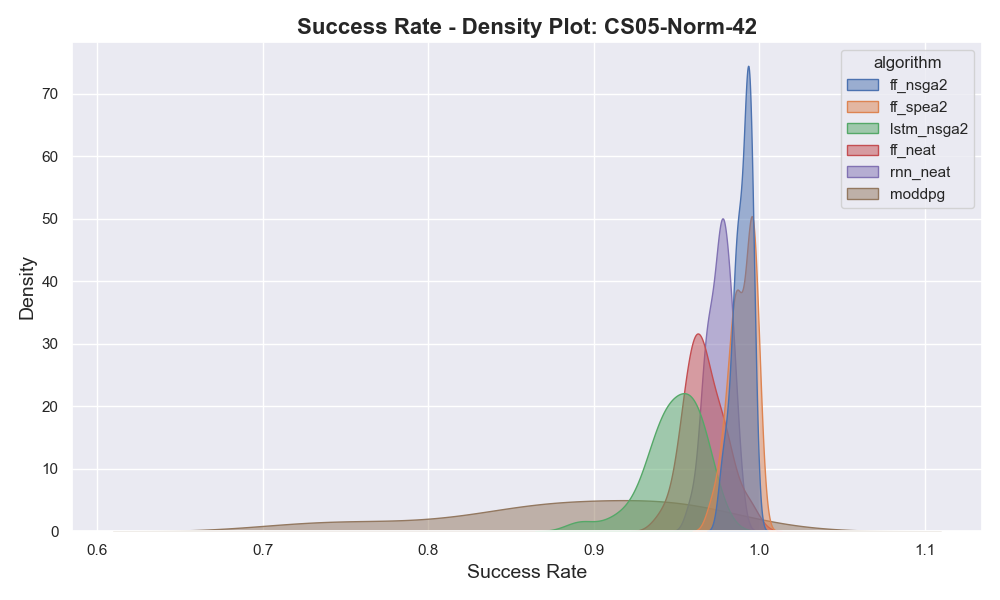 Success Rate - Density Plot: CS05-Norm-42
algorithm
ff_nsga2
ff_spea2
lstm_nsga2
ff_neat
rnn_neat
moddpg
Density
70
60
50
40
30
20
10
0
0.6 0.7 0.8 0.9 1.0 1.1
Success Rate